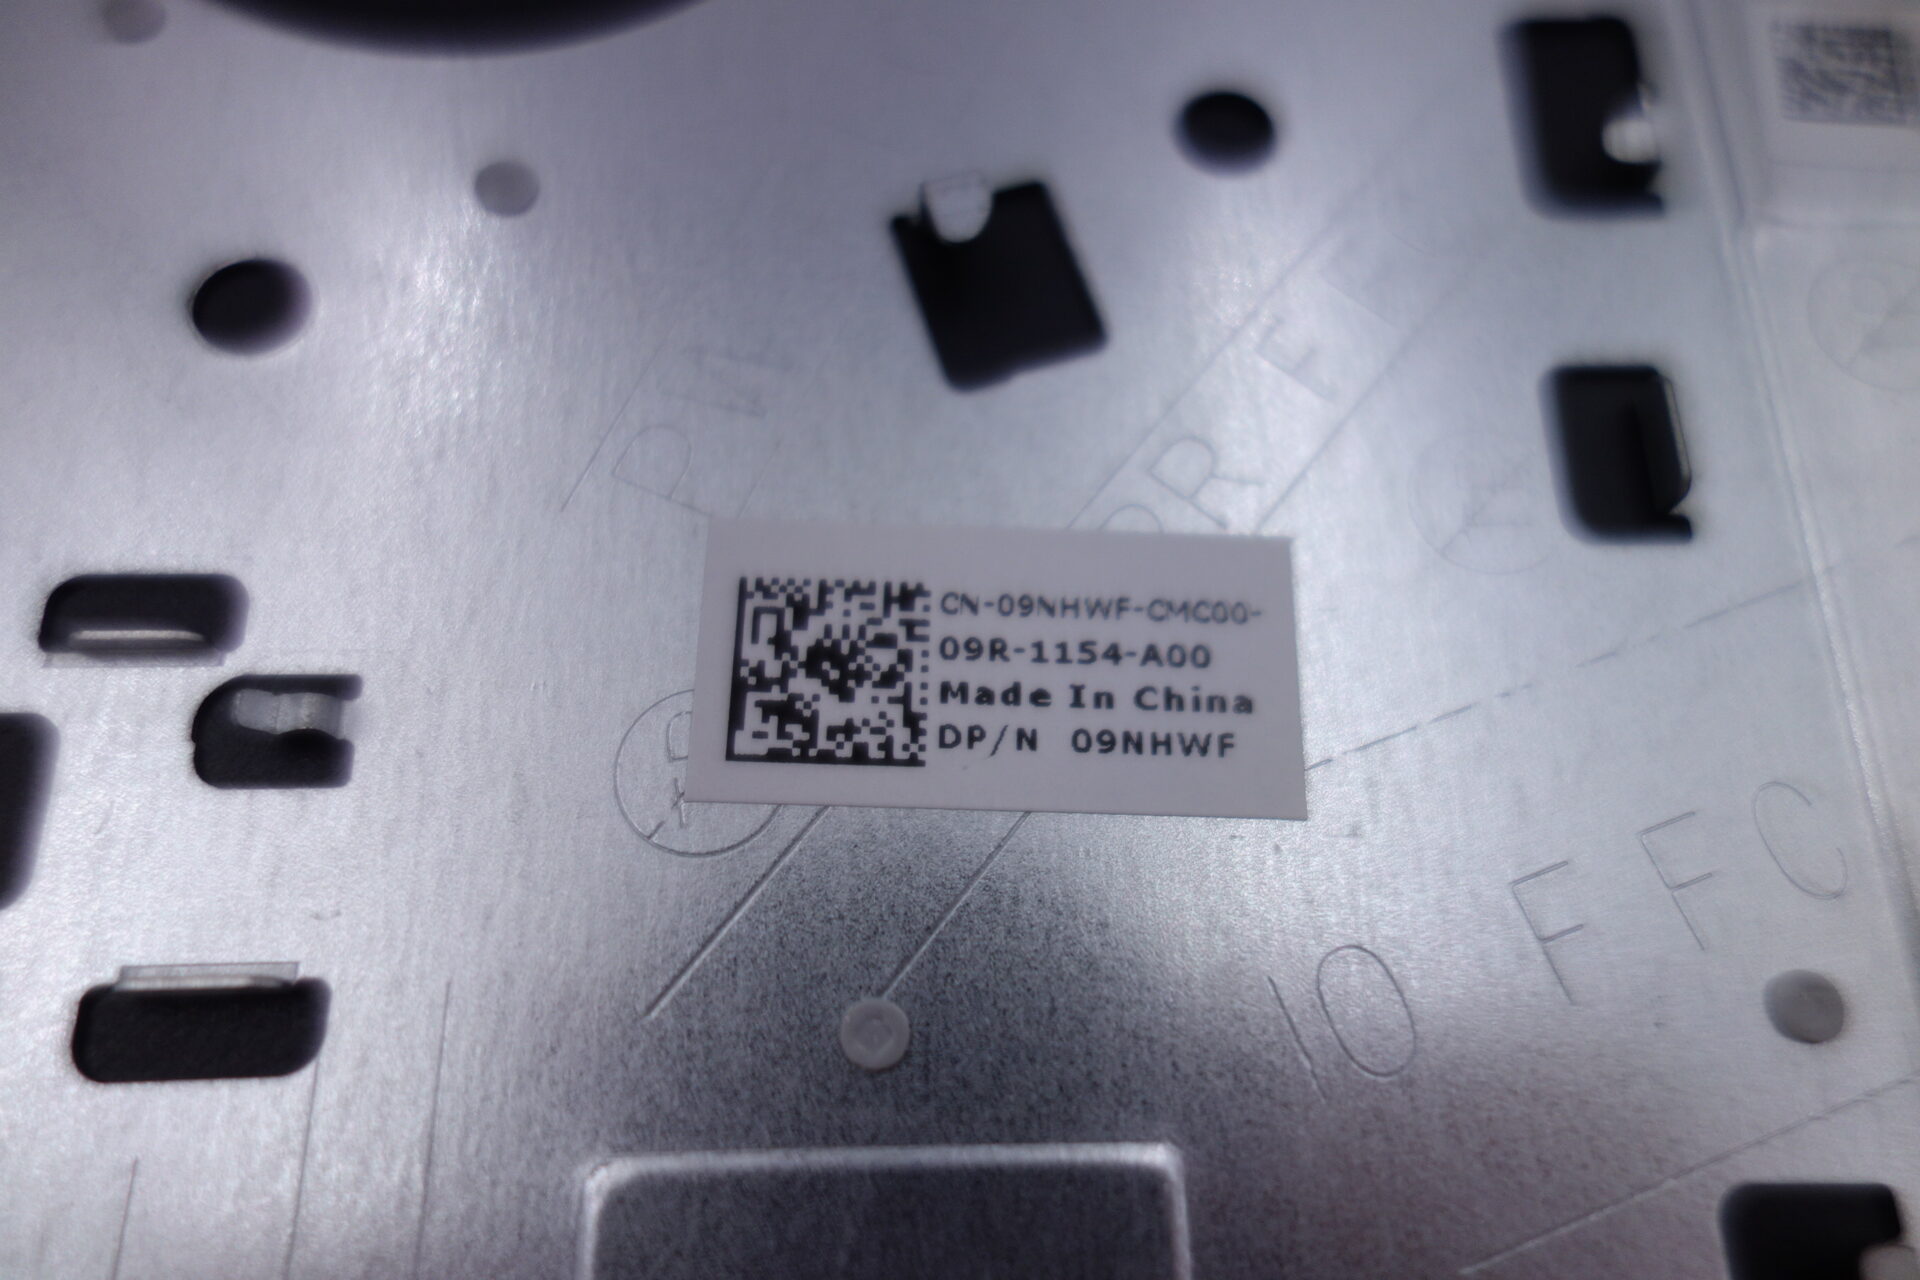 CN-09NHWF-CMC00-
09R-1154-A00
Made In China
DP/N 09NHWF
IO FFC